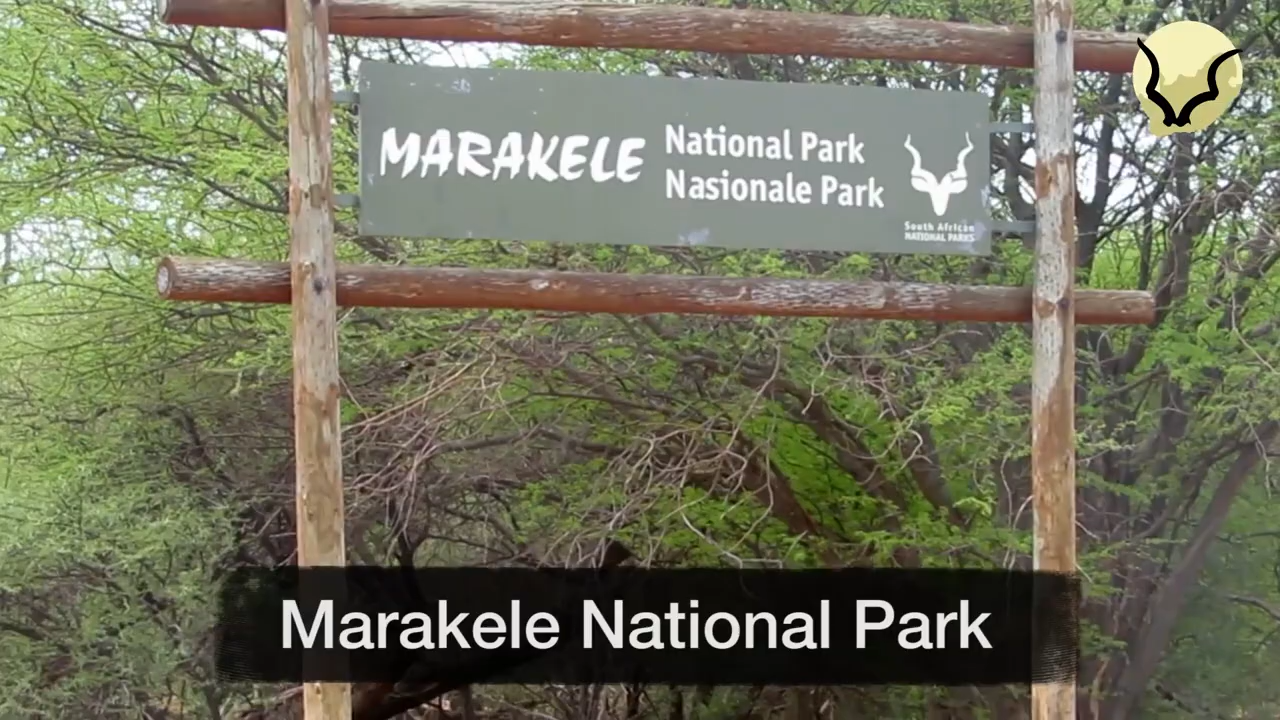 MARAKELE
National Park
Nasionale Park
South African
NATIONAL PARKS
Marakele National Park